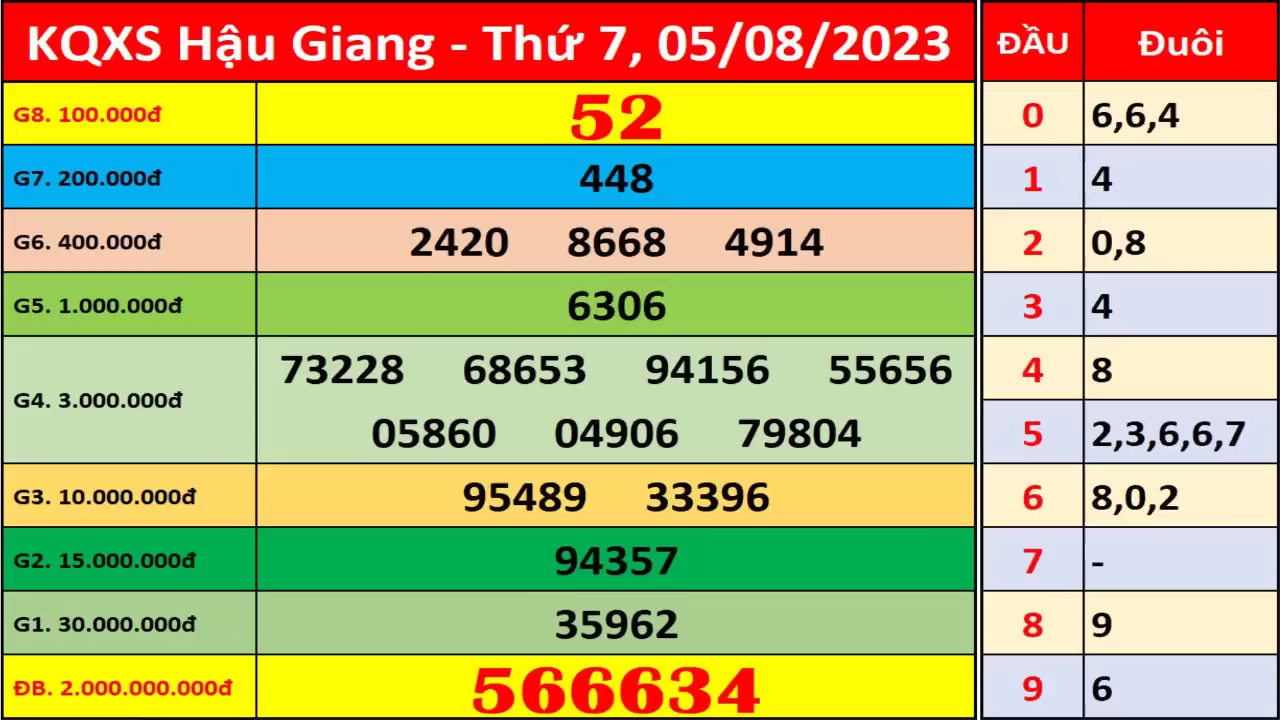 KQXS Hậu Giang - Thứ 7, 05/08/2023 ĐẦU Đuôi
G8. 100.000đ 52 0 6,6,4
G7. 200.000đ 448 1 4
G6. 400.000đ 2420 8668 4914 2 0,8
G5. 1.000.000đ 6306 3 4
73228 68653 94156 55656 4 8
G4. 3.000.000đ
05860 04906 79804 5 2,3,6,6,7
G3. 10.000.000đ 95489 33396 6 8,0,2
G2. 15.000.000đ 94357 7 -
G1. 30.000.000đ 35962 8 9
ĐB. 2.000.000.000đ 566634 9 6